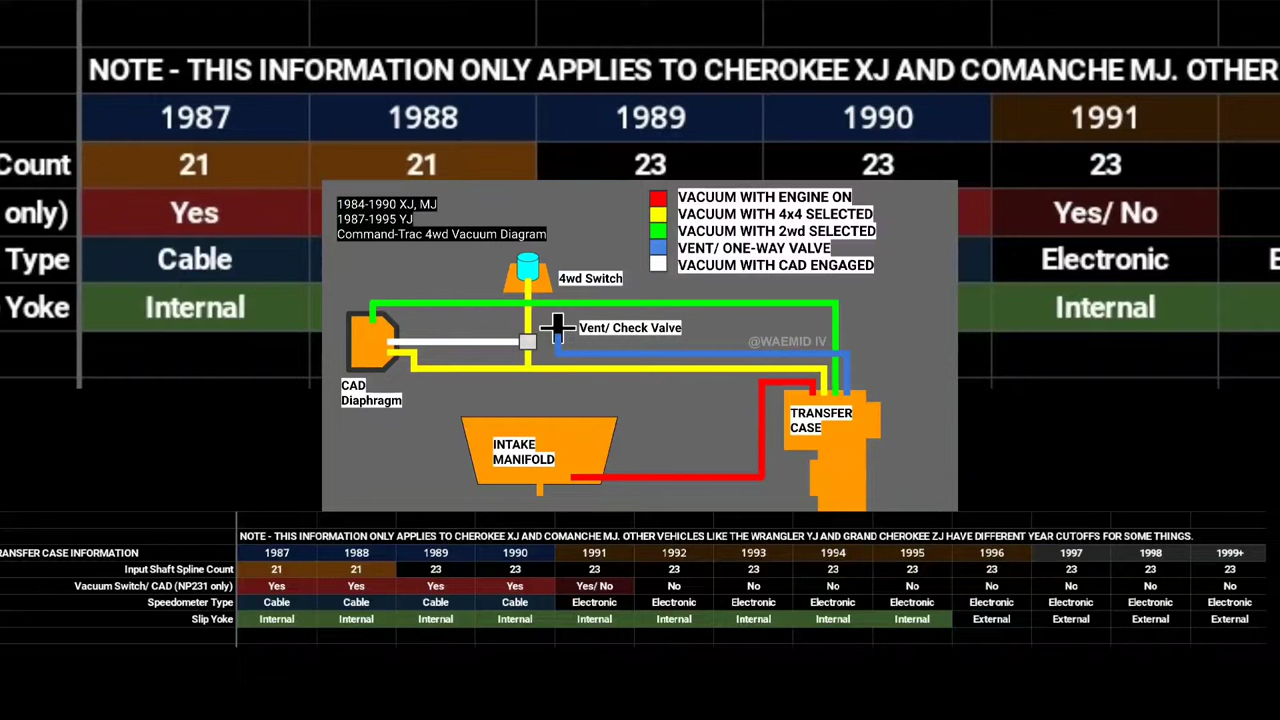 NOTE - THIS INFORMATION ONLY APPLIES TO CHEROKEE XJ AND COMANCHE MJ. OTHER
1987 1988 1989 1990 1991
Count 21 21 23 23 23
only) Yes Yes/ No
Type Cable Electronic E
Yoke Internal Internal
1984-1990 XJ, MJ
1987-1995 YJ
Command-Trac 4wd Vacuum Diagram
VACUUM WITH ENGINE ON
VACUUM WITH 4x4 SELECTED
VACUUM WITH 2wd SELECTED
VENT/ ONE-WAY VALVE
VACUUM WITH CAD ENGAGED
4wd Switch
Vent/ Check Valve
@WAEMID IV
CAD
Diaphragm
TRANSFER
CASE
INTAKE
MANIFOLD
NOTE - THIS INFORMATION ONLY APPLIES TO CHEROKEE XJ AND COMANCHE MJ. OTHER VEHICLES LIKE THE WRANGLER YJ AND GRAND CHEROKEE ZJ HAVE DIFFERENT YEAR CUTOFFS FOR SOME THINGS.
RANSFER CASE INFORMATION 1987 1988 1989 1990 1991 1992 1993 1994 1995 1996 1997 1998 1999+
Input Shaft Spline Count 21 21 23 23 23 23 23 23 23 23 23 23 23
Vacuum Switch/ CAD (NP231 only) Yes Yes Yes Yes Yes/ No No No No No No No No No
Speedometer Type Cable Cable Cable Cable Electronic Electronic Electronic Electronic Electronic Electronic Electronic Electronic Electronic
Slip Yoke Internal Internal Internal Internal Internal Internal Internal Internal Internal External External External External